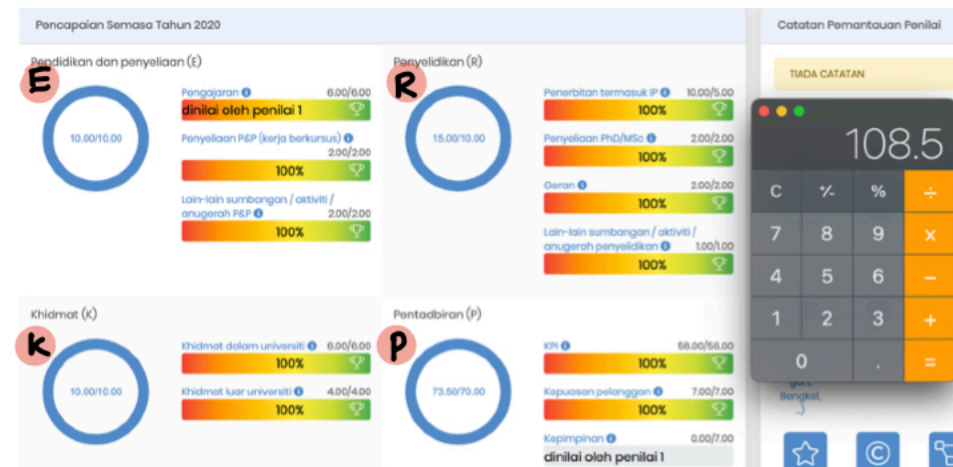 Pencapaian Semasa Tahun 2020
Catatan Pemantauan Penilai
Pendidikan dan penyeliaan (E)
E
10.00/10.00
Pengajaran 6.00/6.00
dinilai oleh penilai 1
Penyeliaan P&P (kerja berkursus)
2.00/2.00
100%
Lain-lain sumbangan / aktiviti /
anugerah P&P 2.00/2.00
100%
Penyelidikan (R)
R
15.00/10.00
Penerbitan termasuk IP 10.00/5.00
100%
Penyeliaan PhD/MSc 2.00/2.00
100%
Geran 2.00/2.00
100%
Lain-lain sumbangan / aktiviti /
anugerah penyelidikan 1.00/1.00
100%
TIADA CATATAN
108.5
C +/- % ÷
7 8 9 ×
4 5 6 −
1 2 3 +
0 . =
Bengkel,
Khidmat (K)
K
10.00/10.00
Khidmat dalam universiti 6.00/6.00
100%
Khidmat luar universiti 4.00/4.00
100%
Pentadbiran (P)
P
73.50/70.00
KPI 56.00/56.00
100%
Kepuasan pelanggan 7.00/7.00
100%
Kepimpinan 0.00/7.00
dinilai oleh penilai 1